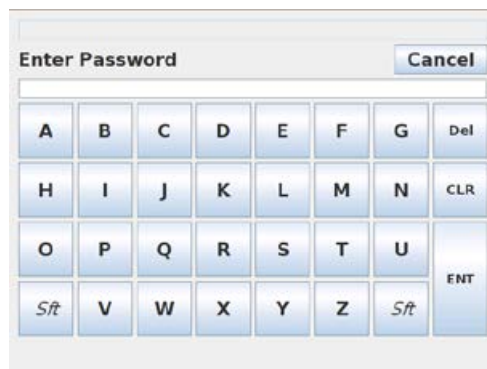 Enter Password Cancel
A B C D E F G Del
H I J K L M N CLR
O P Q R S T U ENT
Sft V W X Y Z Sft